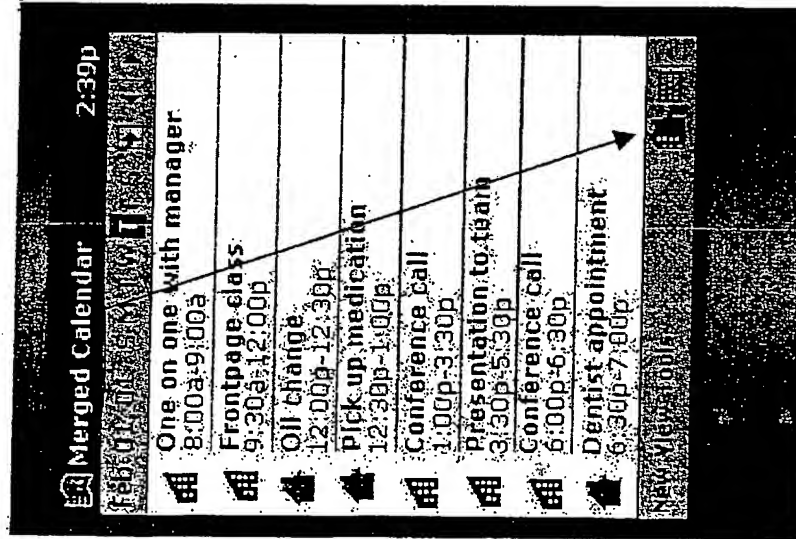 Merged Calendar 2:39p
Feb, 01, 01 S M T W T
One on one with manager
8:00a-9:00a
Frontpage class
9:30a-12:00p
Oil change
12:00p-12:30p
Pick up medication
12:30p-1:00p
Conference call
1:00p-3:30p
Presentation to team
3:30p-5:30p
Conference call
6:00p-6:30p
Dentist appointment
6:30p-7:00p
New View Tools